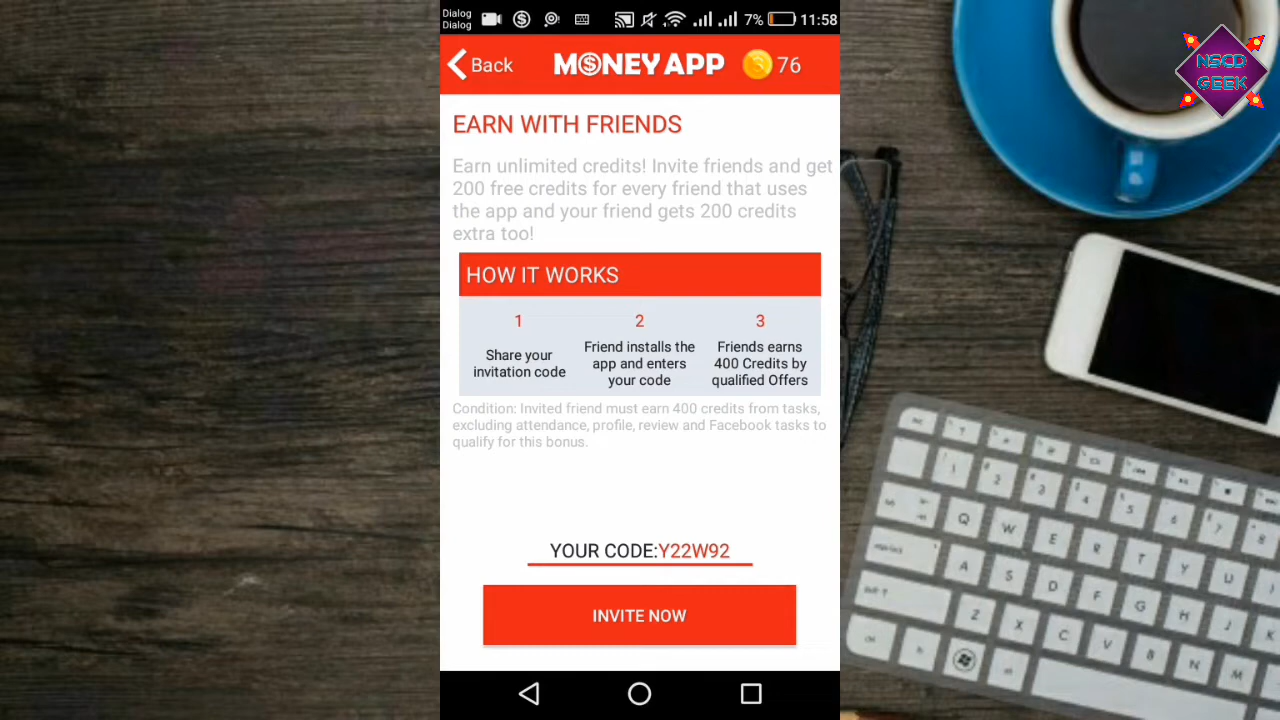 Dialog
Dialog
7% 11:58
Back
MONEY APP
76
EARN WITH FRIENDS
Earn unlimited credits! Invite friends and get
200 free credits for every friend that uses
the app and your friend gets 200 credits
extra too!
HOW IT WORKS
1
Share your
invitation code
2
Friend installs the
app and enters
your code
3
Friends earns
400 Credits by
qualified Offers
Condition: Invited friend must earn 400 credits from tasks,
excluding attendance, profile, review and Facebook tasks to
qualify for this bonus.
YOUR CODE:Y22W92
INVITE NOW
NSCD
GEEK
Q W E R T Y U
A S D F G H J K
Z X C V B N M